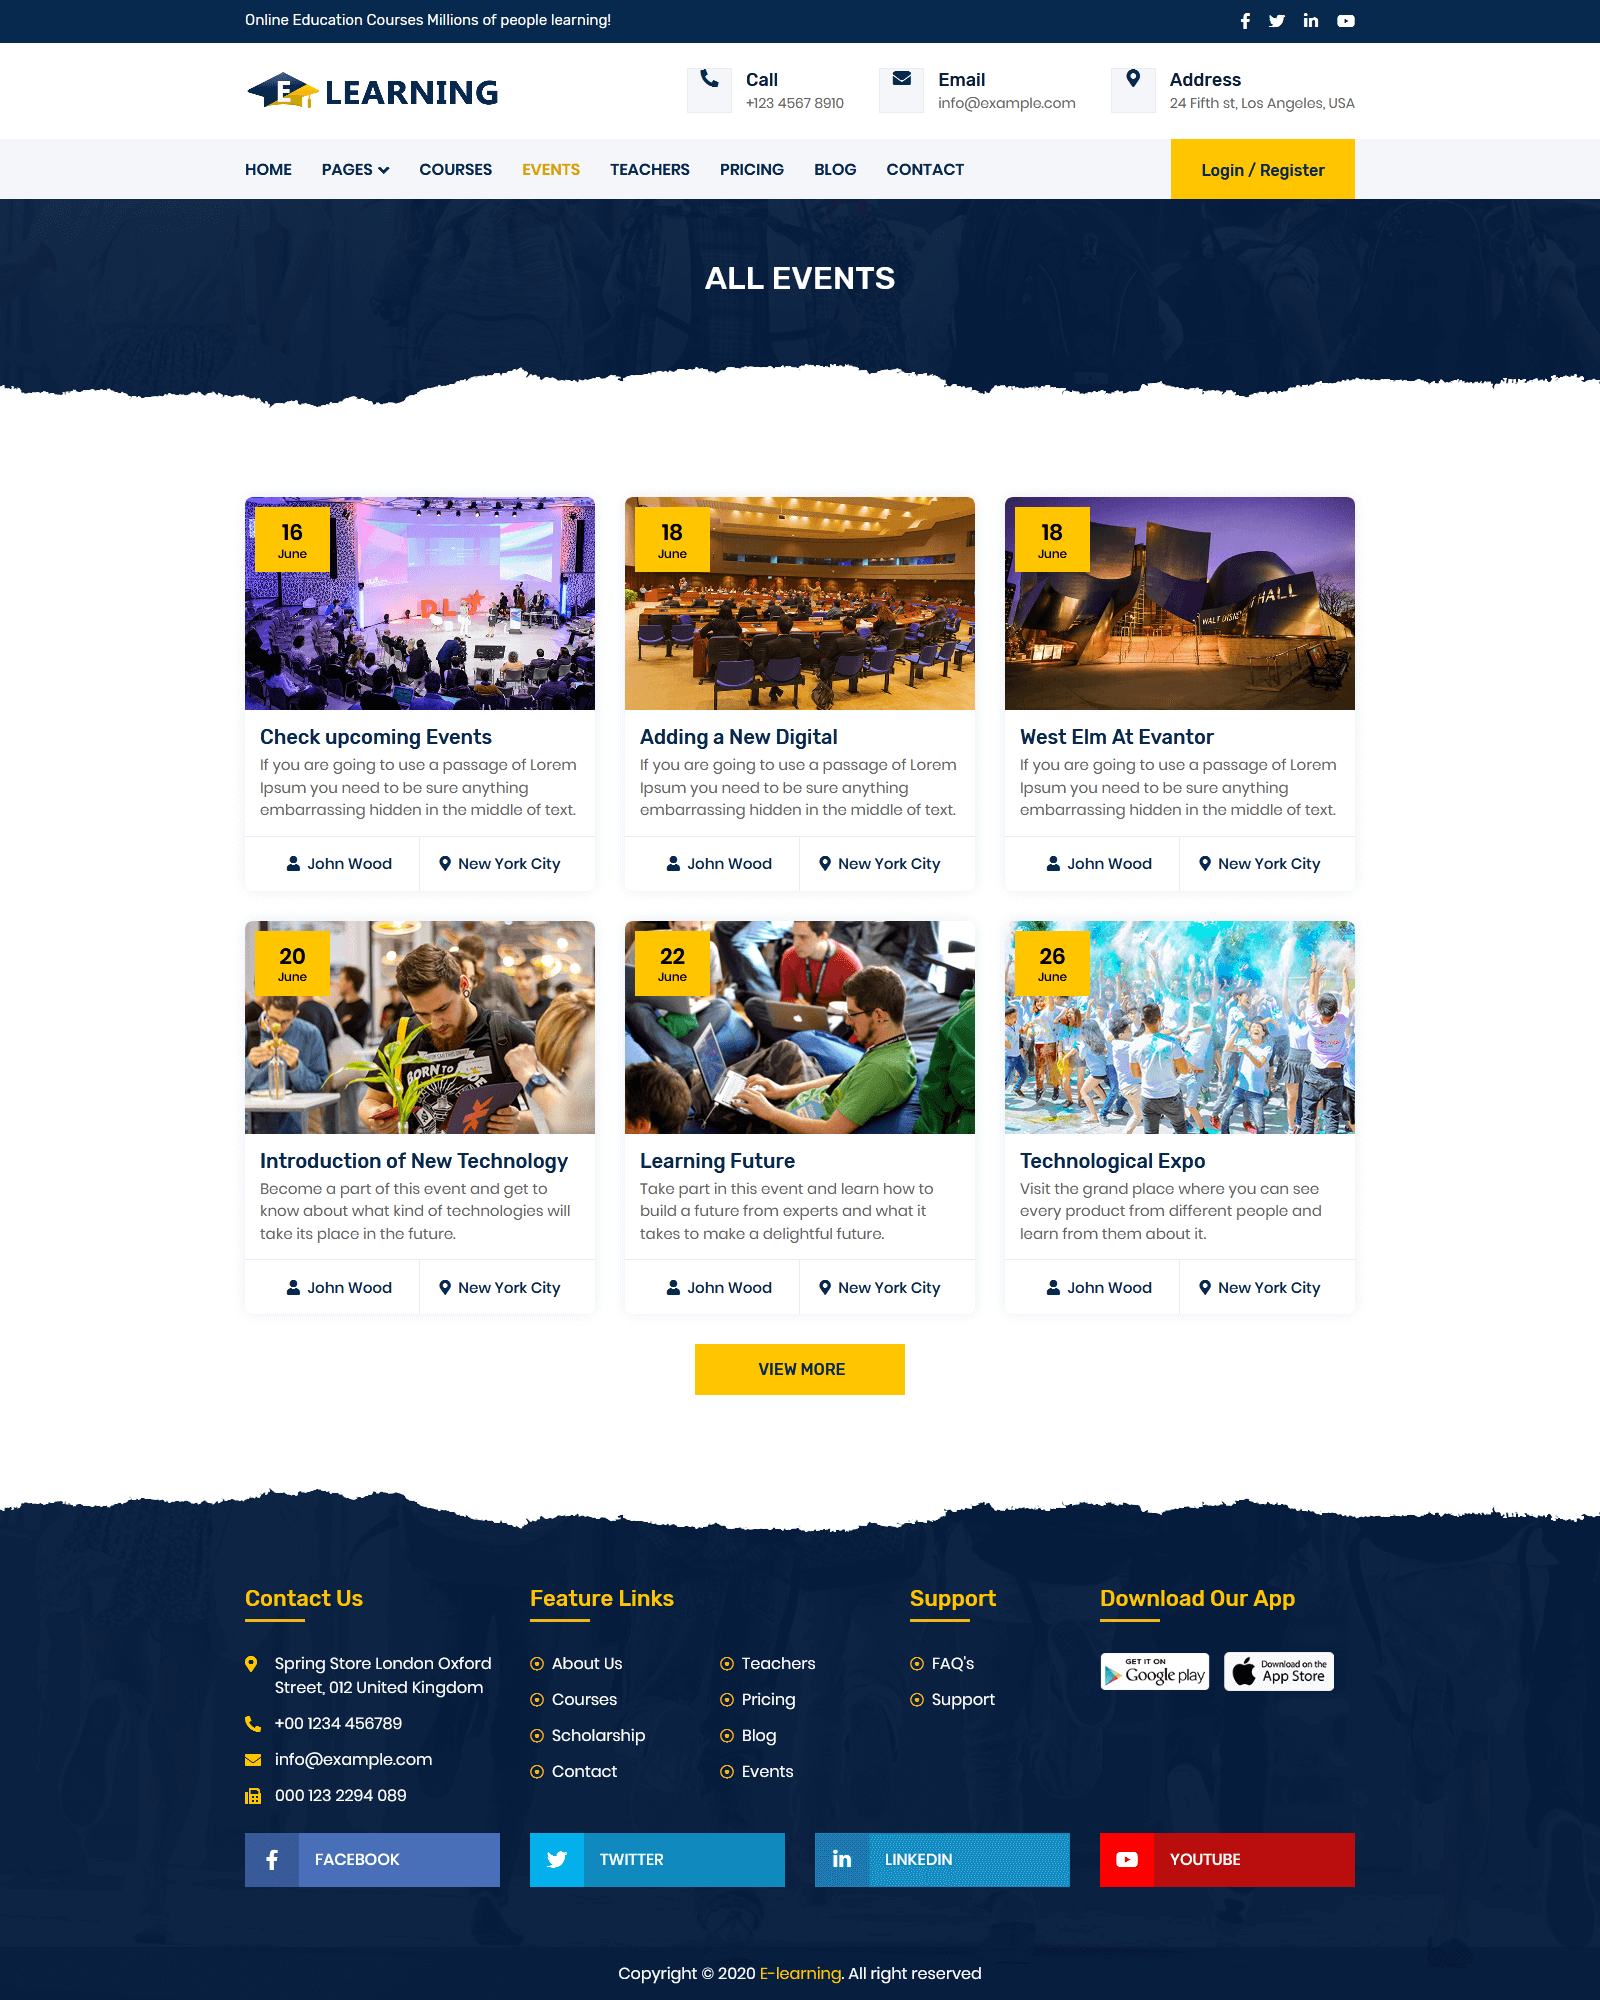 Online Education Courses Millions of people learning!
E LEARNING
Call
+123 4567 8910
Email
info@example.com
Address
24 Fifth st, Los Angeles, USA
HOME PAGES COURSES EVENTS TEACHERS PRICING BLOG CONTACT
Login / Register
ALL EVENTS
16
June
Check upcoming Events
If you are going to use a passage of Lorem
Ipsum you need to be sure anything
embarrassing hidden in the middle of text.
John Wood
New York City
18
June
Adding a New Digital
If you are going to use a passage of Lorem
Ipsum you need to be sure anything
embarrassing hidden in the middle of text.
John Wood
New York City
18
June
HALL
WALT DISNEY
West Elm At Evantor
If you are going to use a passage of Lorem
Ipsum you need to be sure anything
embarrassing hidden in the middle of text.
John Wood
New York City
20
June
BORN TO
Introduction of New Technology
Become a part of this event and get to
know about what kind of technologies will
take its place in the future.
John Wood
New York City
22
June
Learning Future
Take part in this event and learn how to
build a future from experts and what it
takes to make a delightful future.
John Wood
New York City
26
June
Technological Expo
Visit the grand place where you can see
every product from different people and
learn from them about it.
John Wood
New York City
VIEW MORE
Contact Us
Spring Store London Oxford
Street, 012 United Kingdom
+00 1234 456789
info@example.com
000 123 2294 089
Feature Links
About Us
Courses
Scholarship
Contact
Teachers
Pricing
Blog
Events
Support
FAQ's
Support
Download Our App
GET IT ON
Google play
Download on the
App Store
FACEBOOK
TWITTER
LINKEDIN
YOUTUBE
Copyright © 2020 E-learning. All right reserved